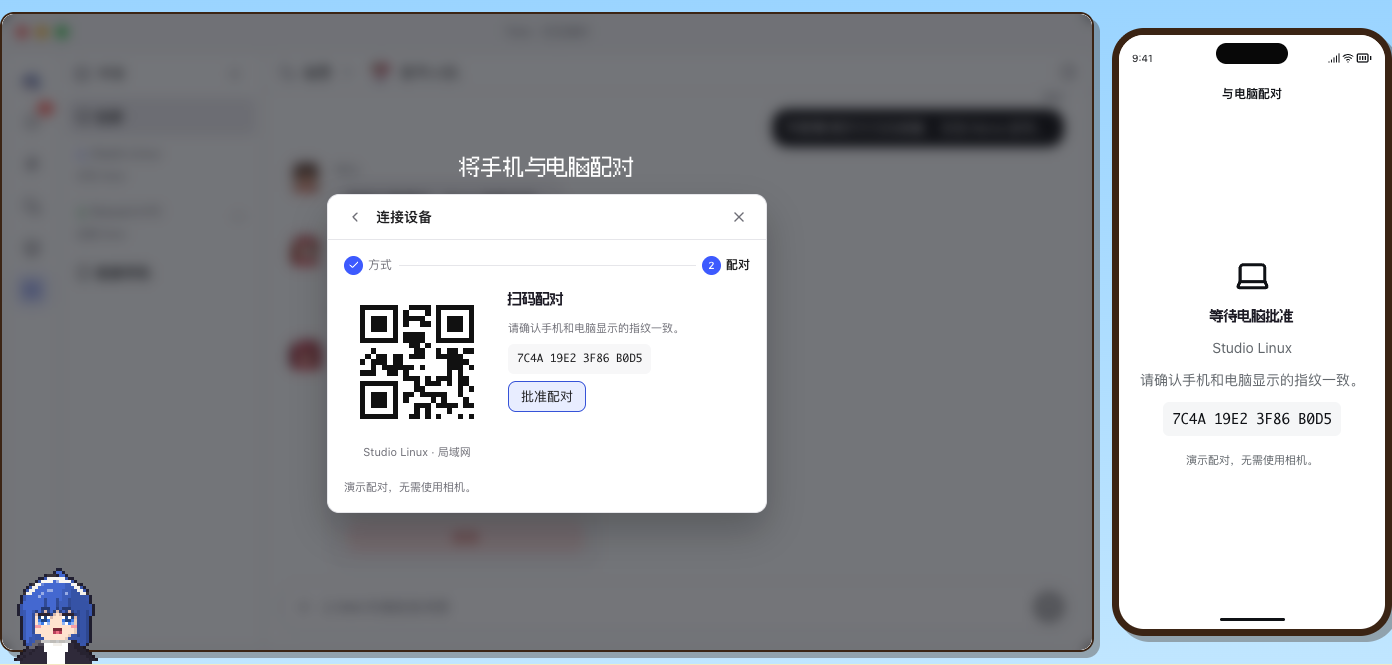 将手机与电脑配对
连接设备
方式
2 配对
扫码配对
请确认手机和电脑显示的指纹一致。
7C4A 19E2 3F86 B0D5
批准配对
Studio Linux · 局域网
演示配对，无需使用相机。
9:41
与电脑配对
等待电脑批准
Studio Linux
请确认手机和电脑显示的指纹一致。
7C4A 19E2 3F86 B0D5
演示配对，无需使用相机。